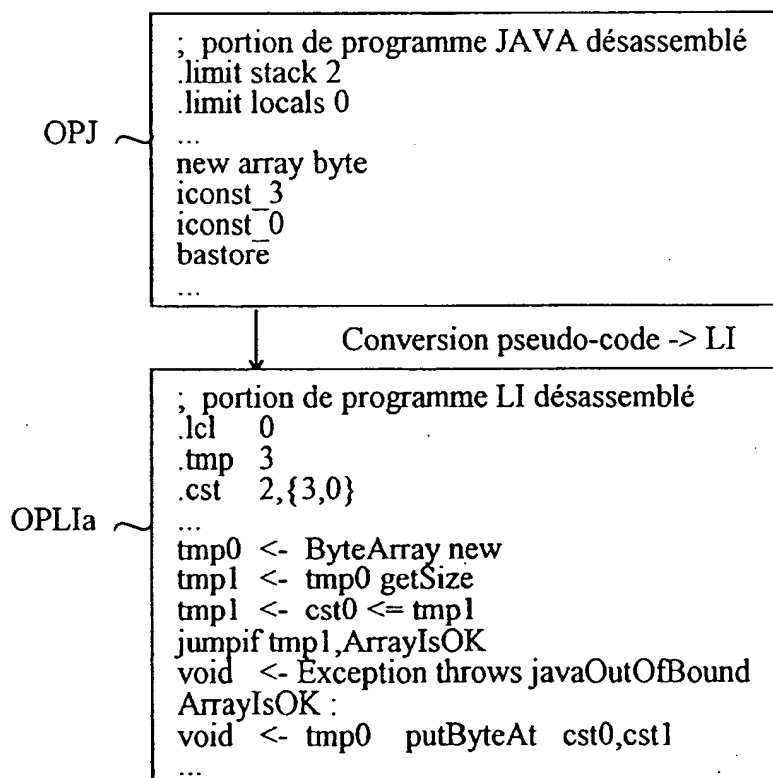 ; portion de programme JAVA désassemblé
.limit stack 2
.limit locals 0
OPJ
...
new array byte
iconst_3
iconst_0
bastore
...
Conversion pseudo-code -> LI
; portion de programme LI désassemblé
.lcl 0
.tmp 3
.cst 2,{3,0}
OPLIa
...
tmp0 <- ByteArray new
tmp1 <- tmp0 getSize
tmp1 <- cst0 <= tmp1
jumpif tmp1,ArrayIsOK
void <- Exception throws javaOutOfBound
ArrayIsOK :
void <- tmp0 putByteAt cst0,cst1
...